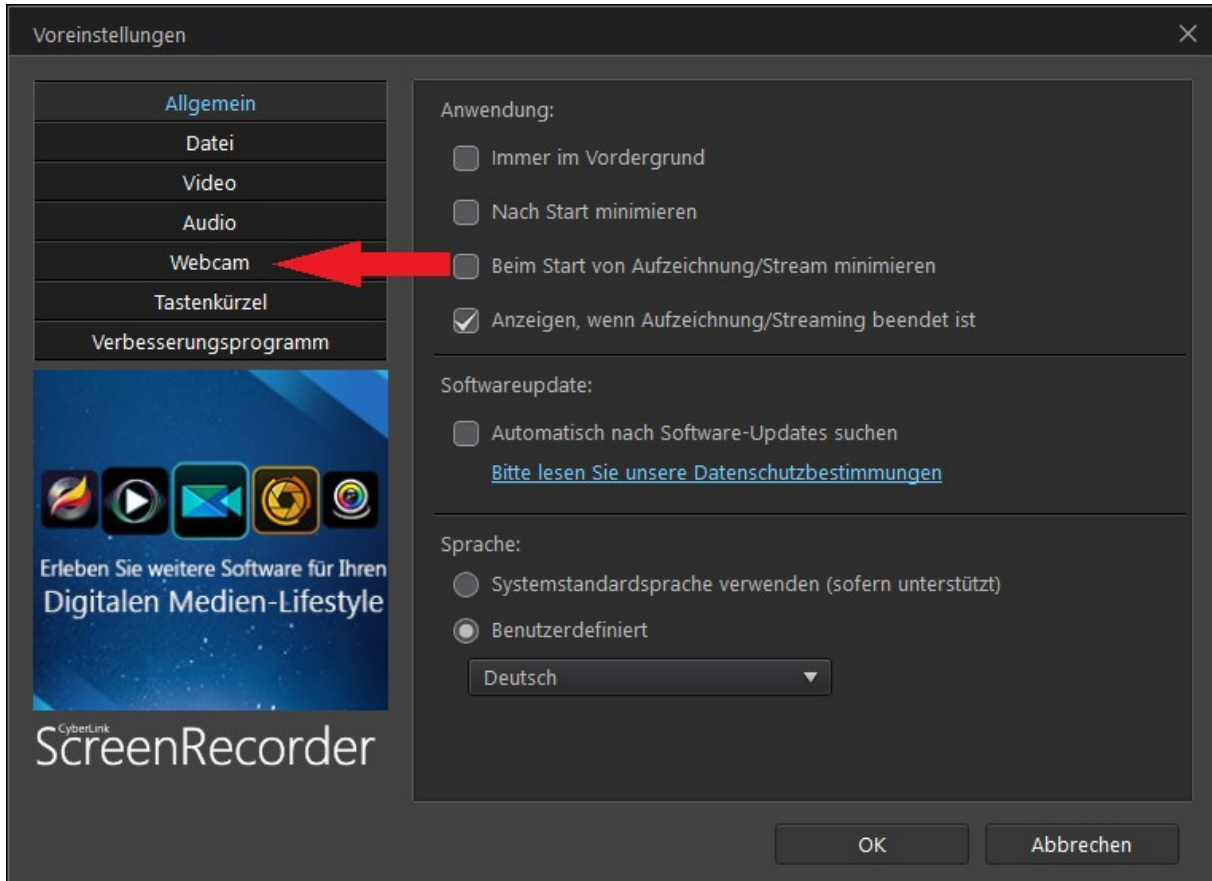 Voreinstellungen
Allgemein
Datei
Video
Audio
Webcam
Tastenkürzel
Verbesserungsprogramm
Erleben Sie weitere Software für Ihren
Digitalen Medien-Lifestyle
CyberLink
ScreenRecorder
Anwendung:
Immer im Vordergrund
Nach Start minimieren
Beim Start von Aufzeichnung/Stream minimieren
Anzeigen, wenn Aufzeichnung/Streaming beendet ist
Softwareupdate:
Automatisch nach Software-Updates suchen
Bitte lesen Sie unsere Datenschutzbestimmungen
Sprache:
Systemstandardsprache verwenden (sofern unterstützt)
Benutzerdefiniert
Deutsch
OK
Abbrechen